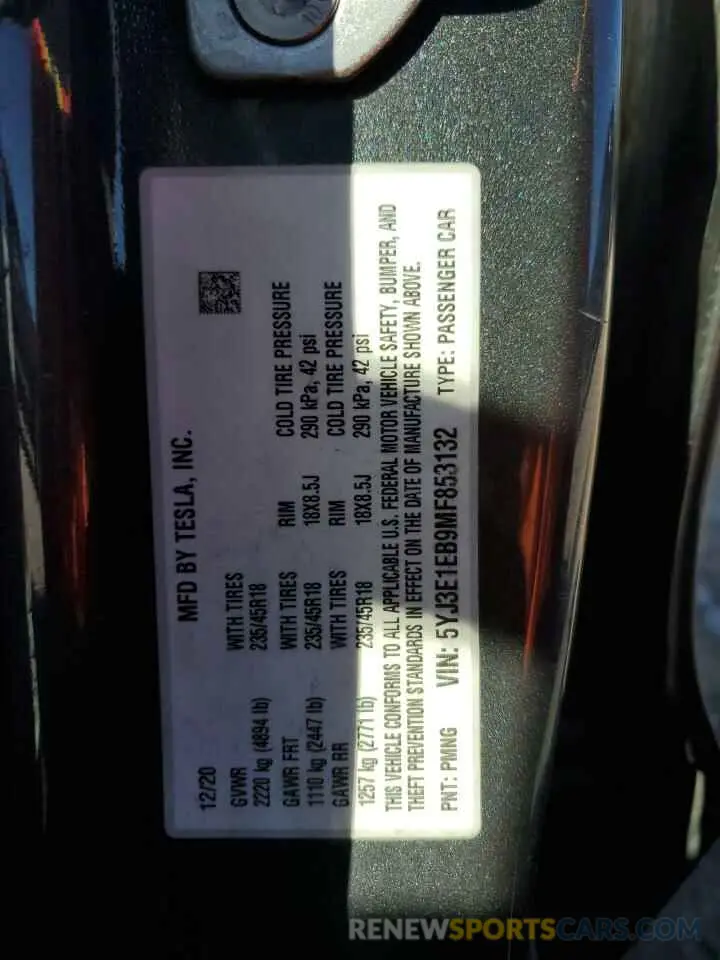 MFD BY TESLA, INC.
12/20
GVWR WITH TIRES
2220 kg (4894 lb) 235/45R18
GAWR FRT WITH TIRES RIM COLD TIRE PRESSURE
1110 kg (2447 lb) 235/45R18 18X8.5J 290 kPa, 42 psi
GAWR RR WITH TIRES RIM COLD TIRE PRESSURE
1257 kg (2771 lb) 235/45R18 18X8.5J 290 kPa, 42 psi
THIS VEHICLE CONFORMS TO ALL APPLICABLE U.S. FEDERAL MOTOR VEHICLE SAFETY, BUMPER, AND
THEFT PREVENTION STANDARDS IN EFFECT ON THE DATE OF MANUFACTURE SHOWN ABOVE.
PNT: PMNG VIN: 5YJ3E1EB9MF853132 TYPE: PASSENGER CAR
RENEWSPORTSCARS.COM